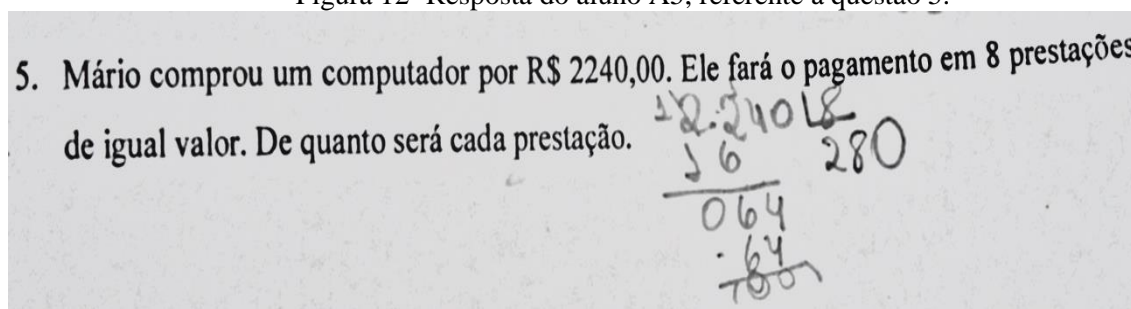 Figura 12- Resposta do aluno A3, referente a questão 5.
5. Mário comprou um computador por R$ 2240,00. Ele fará o pagamento em 8 prestações
de igual valor. De quanto será cada prestação.
2.240 8
16 280
064
64
00